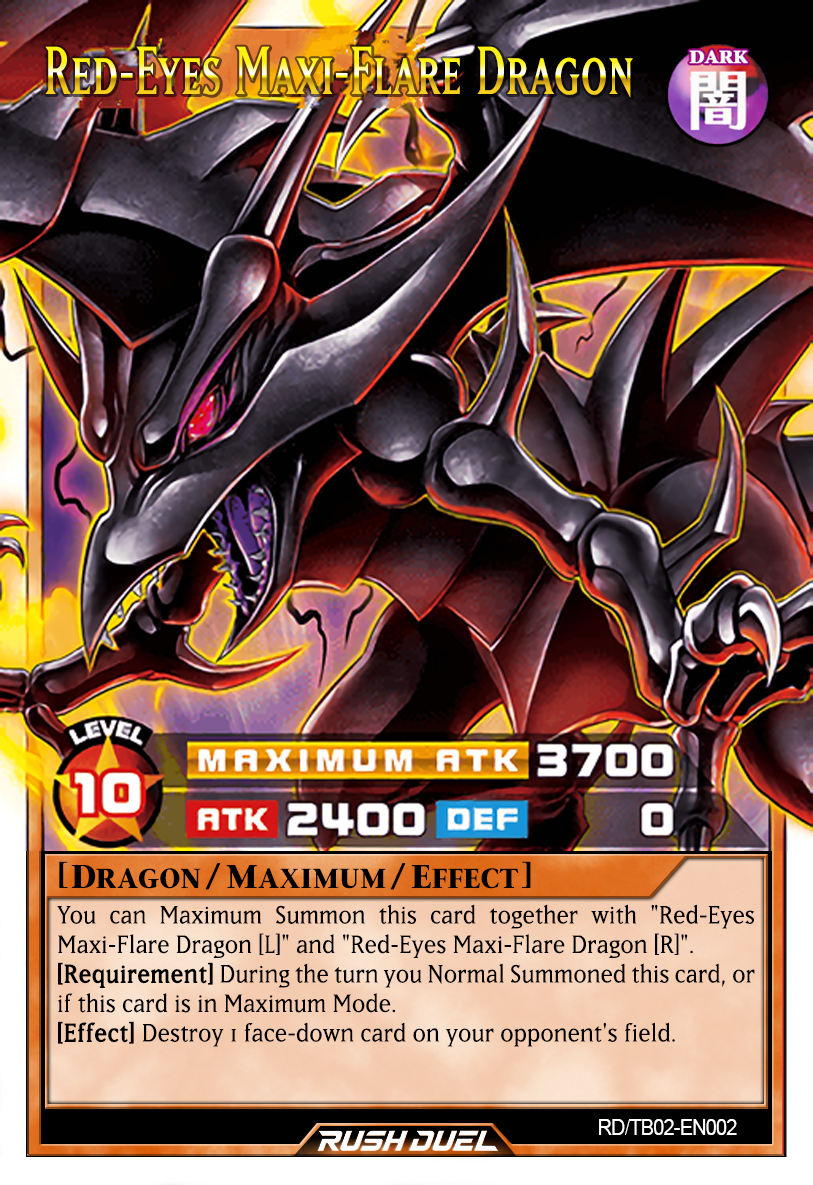 Red-Eyes Maxi-Flare Dragon
DARK
闇
LEVEL
10
MAXIMUM ATK 3700
ATK 2400 DEF 0
[Dragon/Maximum/Effect]
You can Maximum Summon this card together with "Red-Eyes
Maxi-Flare Dragon [L]" and "Red-Eyes Maxi-Flare Dragon [R]".
[Requirement] During the turn you Normal Summoned this card, or
if this card is in Maximum Mode.
[Effect] Destroy 1 face-down card on your opponent's field.
RD/TB02-EN002
RUSH DUEL